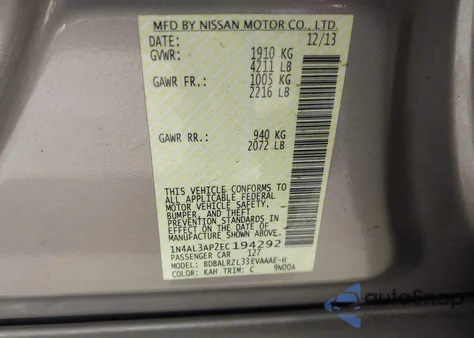 MFD BY NISSAN MOTOR CO., LTD.
DATE: 12/13
GVWR: 1910 KG
4211 LB
GAWR FR.: 1005 KG
2216 LB
GAWR RR.: 940 KG
2072 LB
THIS VEHICLE CONFORMS TO
ALL APPLICABLE FEDERAL
MOTOR VEHICLE SAFETY,
BUMPER, AND THEFT
PREVENTION STANDARDS IN
EFFECT ON THE DATE OF
MANUFACTURE SHOWN ABOVE.
1N4AL3APZEC194292
PASSENGER CAR 127
MODEL: BDBALRZL33EVAAAE-H
COLOR: KAH TRIM: C 9N00A
autoSnap